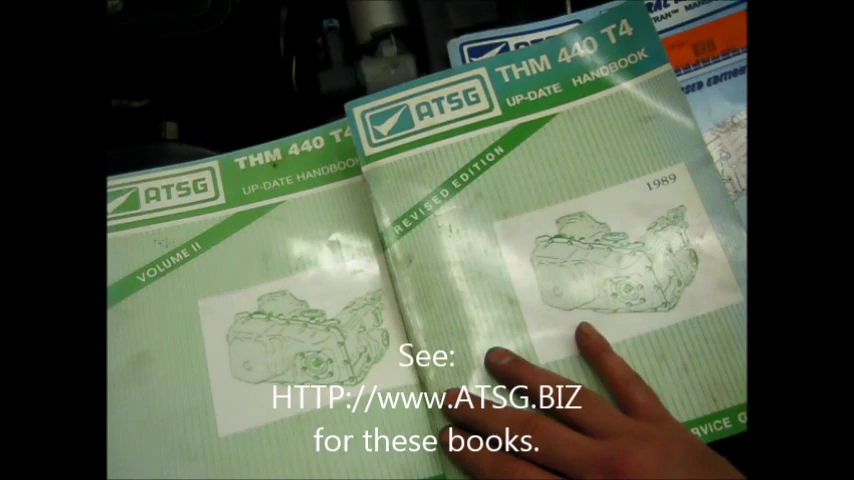 THM 440 T4
ATSG
UP-DATE HANDBOOK
REVISED EDITION
1989
THM 440 T4
ATSG
UP-DATE HANDBOOK
VOLUME II
See:
HTTP://www.ATSG.BIZ
for these books.